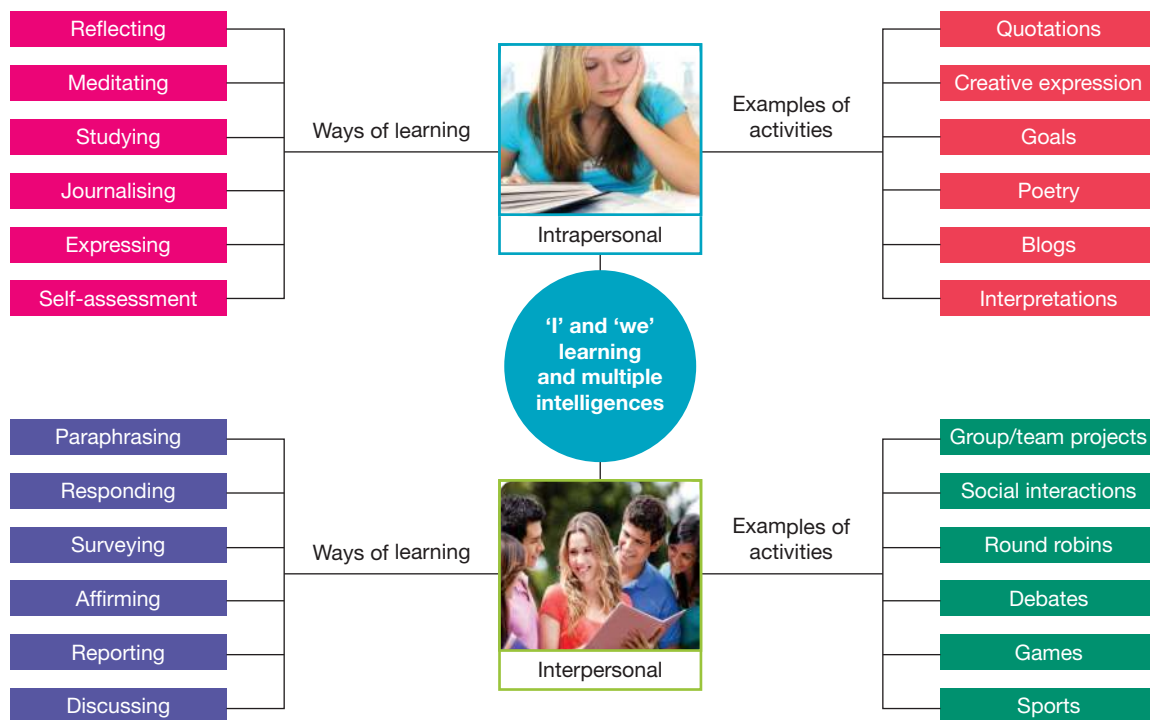 Reflecting
Meditating
Studying
Journalising
Expressing
Self-assessment
Ways of learning
Intrapersonal
Examples of
activities
Quotations
Creative expression
Goals
Poetry
Blogs
Interpretations
‘I’ and ‘we’
learning
and multiple
intelligences
Paraphrasing
Responding
Surveying
Affirming
Reporting
Discussing
Ways of learning
Interpersonal
Examples of
activities
Group/team projects
Social interactions
Round robins
Debates
Games
Sports